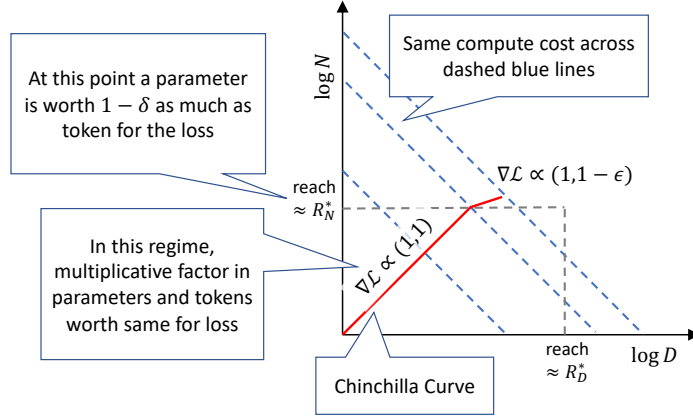 At this point a parameter
is worth 1 − δ as much as
token for the loss
log N
Same compute cost across
dashed blue lines
∇ℒ ∝ (1,1 − ϵ)
reach
≈ R_N^*
In this regime,
multiplicative factor in
parameters and tokens
worth same for loss
∇ℒ ∝ (1,1)
Chinchilla Curve
reach
≈ R_D^*
log D